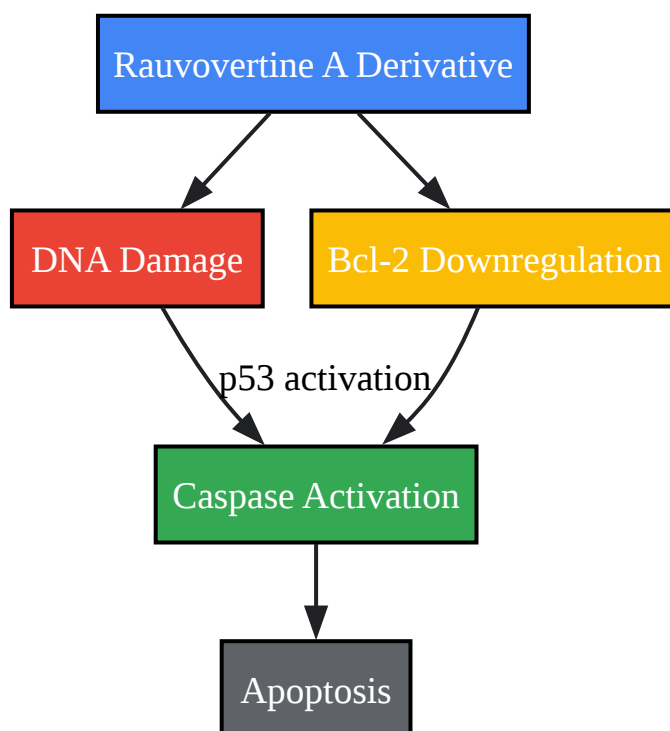 Rauvovertine A Derivative
DNA Damage
Bcl-2 Downregulation
p53 activation
Caspase Activation
Apoptosis